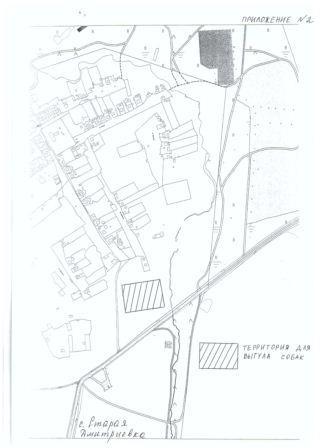 ПРИЛОЖЕНИЕ №2
ТЕРРИТОРИЯ ДЛЯ
ВЫГУЛА СОБАК
с. Старая
Дмитриевка